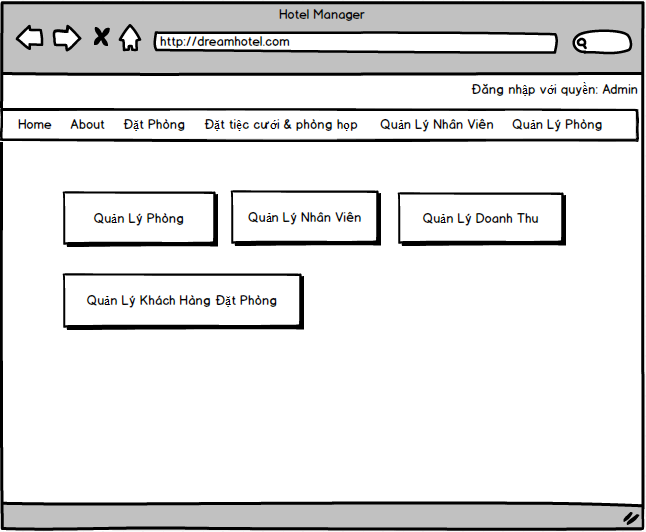 Hotel Manager
http://dreamhotel.com
Đăng nhập với quyền: Admin
Home About Đặt Phòng Đặt tiệc cưới & phòng họp Quản Lý Nhân Viên Quản Lý Phòng
Quản Lý Phòng Quản Lý Nhân Viên Quản Lý Doanh Thu
Quản Lý Khách Hàng Đặt Phòng